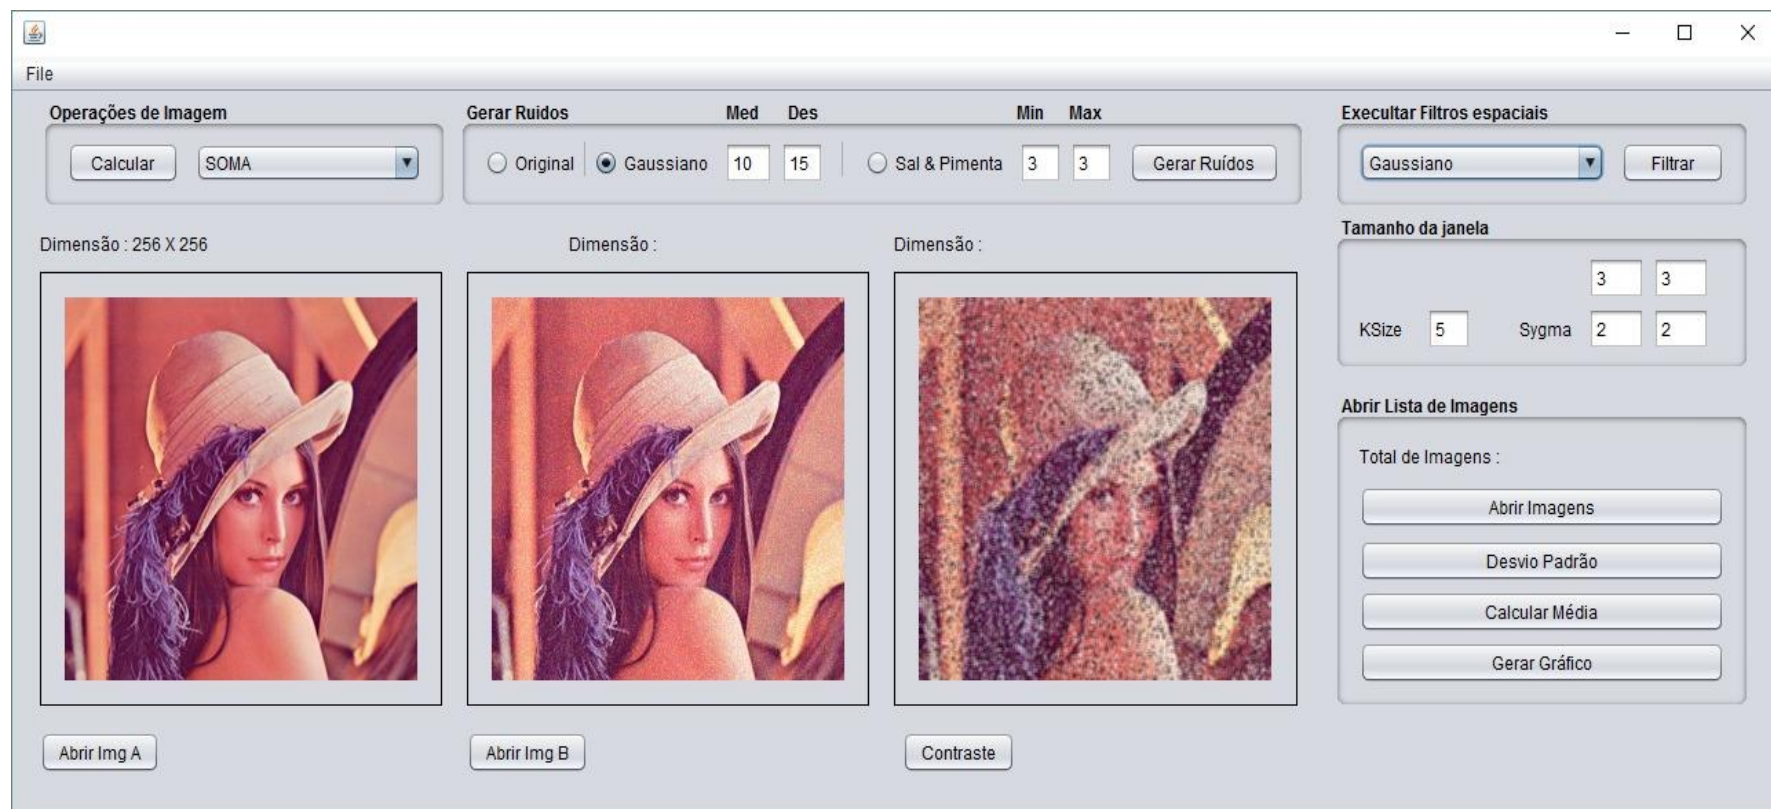 File
Operações de Imagem
Calcular
SOMA
Gerar Ruidos Med Des Min Max
Original Gaussiano 10 15 Sal & Pimenta 3 3 Gerar Ruídos
Execultar Filtros espaciais
Gaussiano Filtrar
Dimensão : 256 X 256
Dimensão :
Dimensão :
Tamanho da janela
3 3
KSize 5 Sygma 2 2
Abrir Lista de Imagens
Total de Imagens :
Abrir Imagens
Desvio Padrão
Calcular Média
Gerar Gráfico
Abrir Img A
Abrir Img B
Contraste